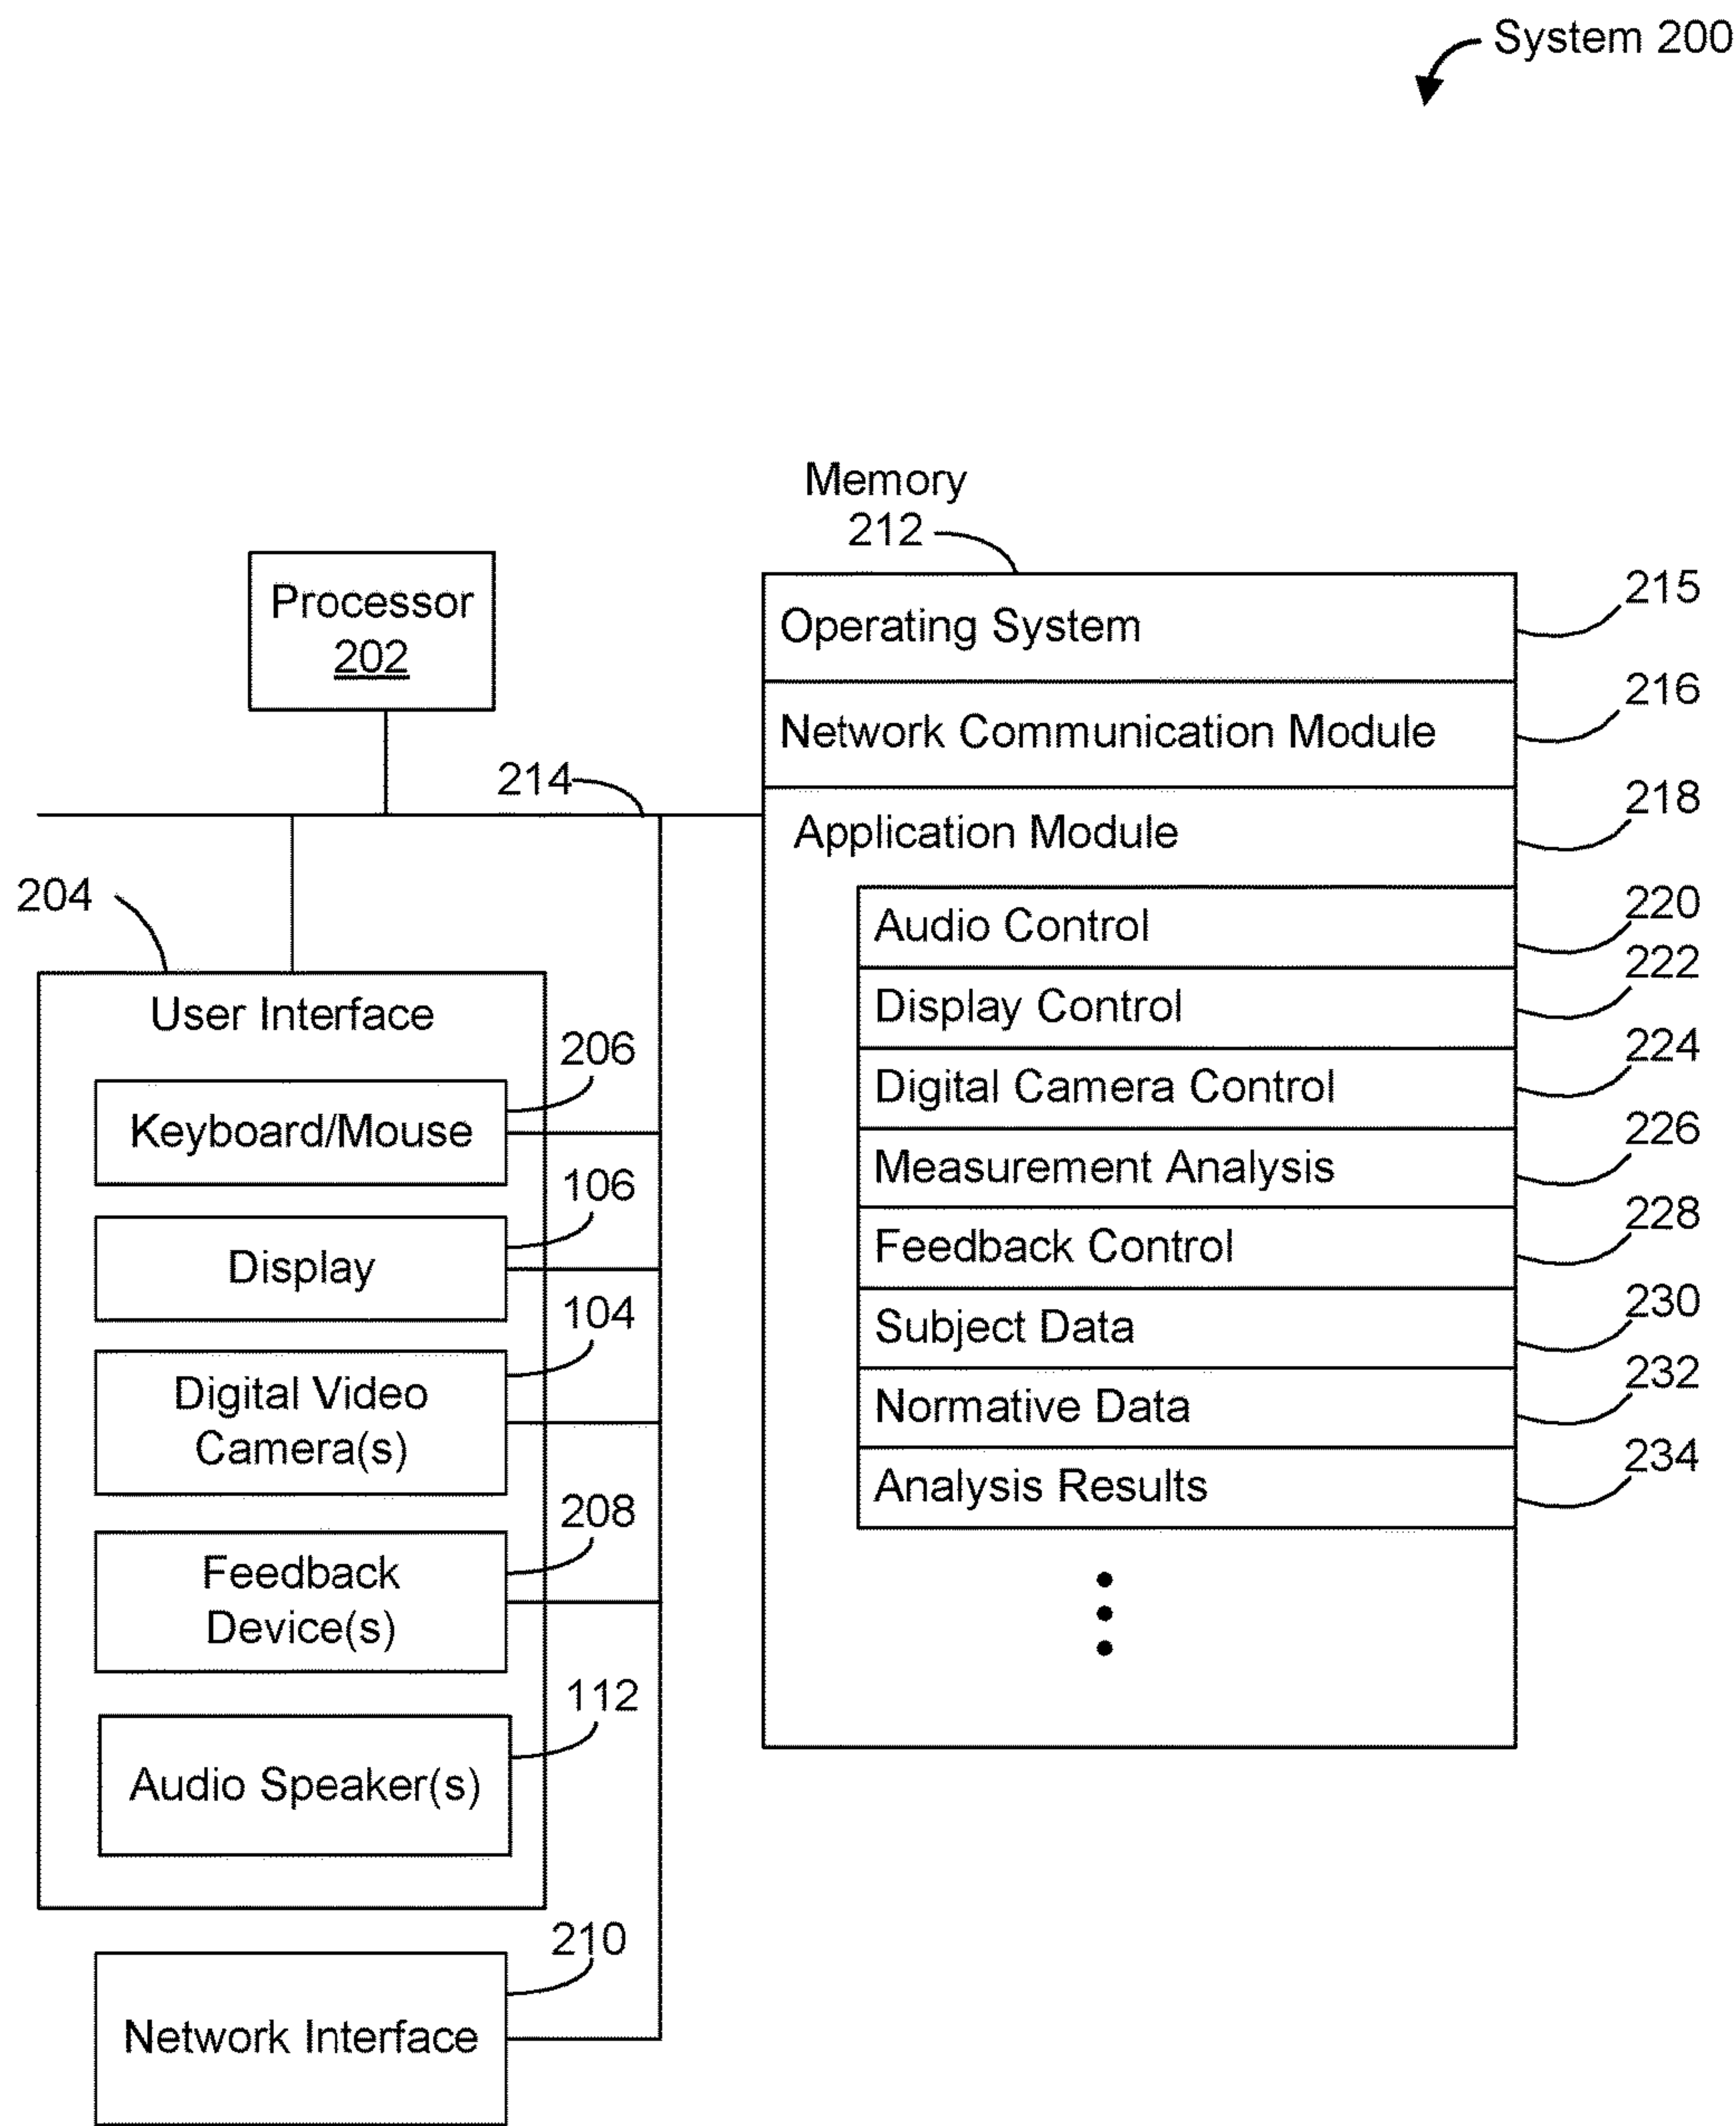 System 200
Memory
212
Processor
202
Operating System
215
Network Communication Module
216
214
Application Module
218
204
Audio Control
220
Display Control
222
Digital Camera Control
224
Measurement Analysis
226
Feedback Control
228
Subject Data
230
Normative Data
232
Analysis Results
234
User Interface
206
Keyboard/Mouse
106
Display
104
Digital Video
Camera(s)
208
Feedback
Device(s)
112
Audio Speaker(s)
210
Network Interface